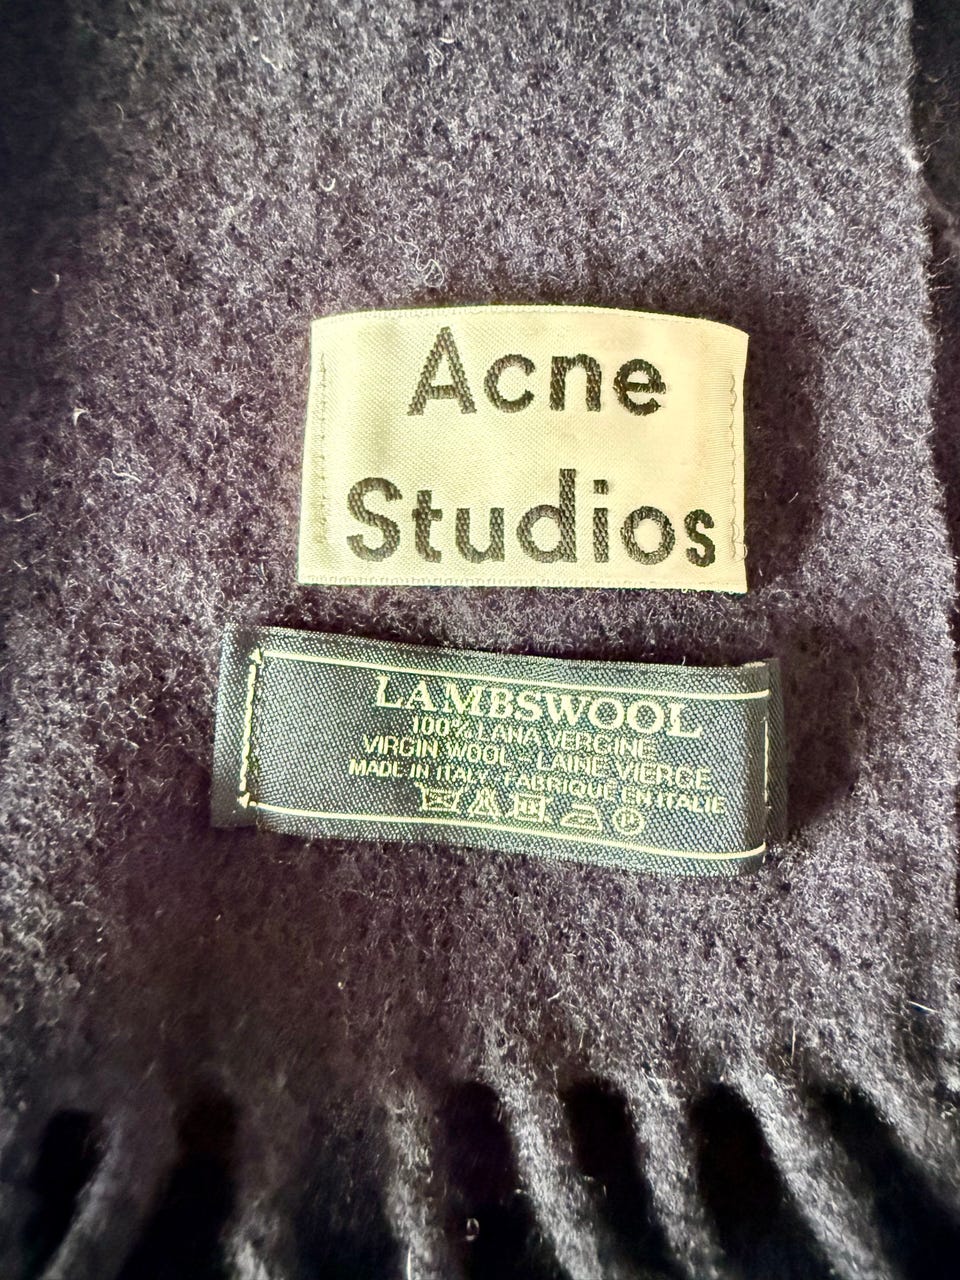 Acne
Studios
LAMBSWOOL
100% LANA VERGINE
VIRGIN WOOL - LAINE VIERGE
MADE IN ITALY - FABRIQUE EN ITALIE